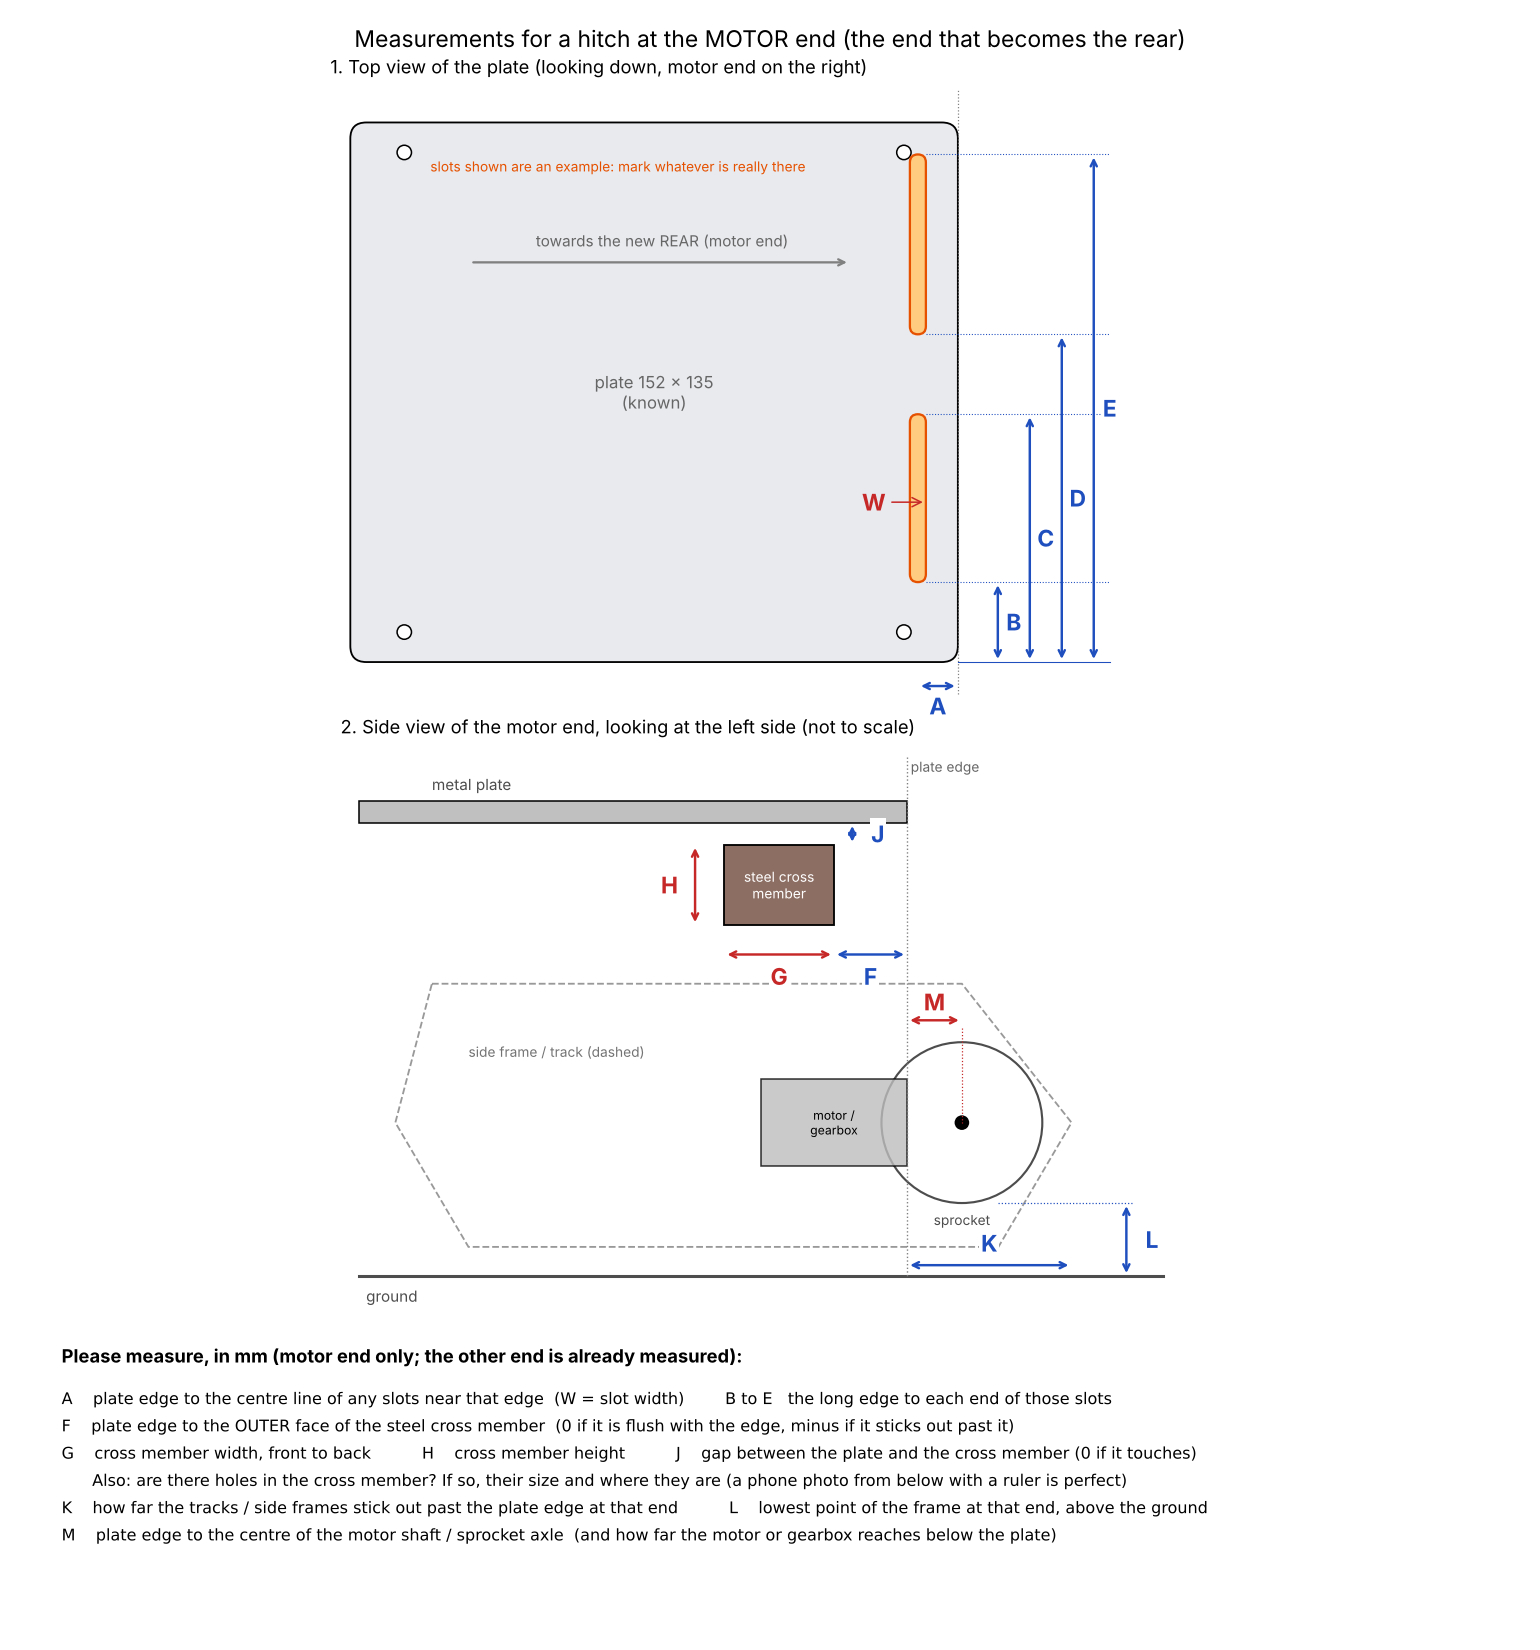 Measurements for a hitch at the MOTOR end (the end that becomes the rear)
1. Top view of the plate (looking down, motor end on the right)
slots shown are an example: mark whatever is really there
towards the new REAR (motor end)
plate 152 × 135
(known)
E
W
D
C
B
A
2. Side view of the motor end, looking at the left side (not to scale)
plate edge
metal plate
J
H
steel cross
member
G
F
M
side frame / track (dashed)
motor /
gearbox
sprocket
K
L
ground
Please measure, in mm (motor end only; the other end is already measured):
A plate edge to the centre line of any slots near that edge (W = slot width) B to E the long edge to each end of those slots
F plate edge to the OUTER face of the steel cross member (0 if it is flush with the edge, minus if it sticks out past it)
G cross member width, front to back H cross member height J gap between the plate and the cross member (0 if it touches)
Also: are there holes in the cross member? If so, their size and where they are (a phone photo from below with a ruler is perfect)
K how far the tracks / side frames stick out past the plate edge at that end L lowest point of the frame at that end, above the ground
M plate edge to the centre of the motor shaft / sprocket axle (and how far the motor or gearbox reaches below the plate)